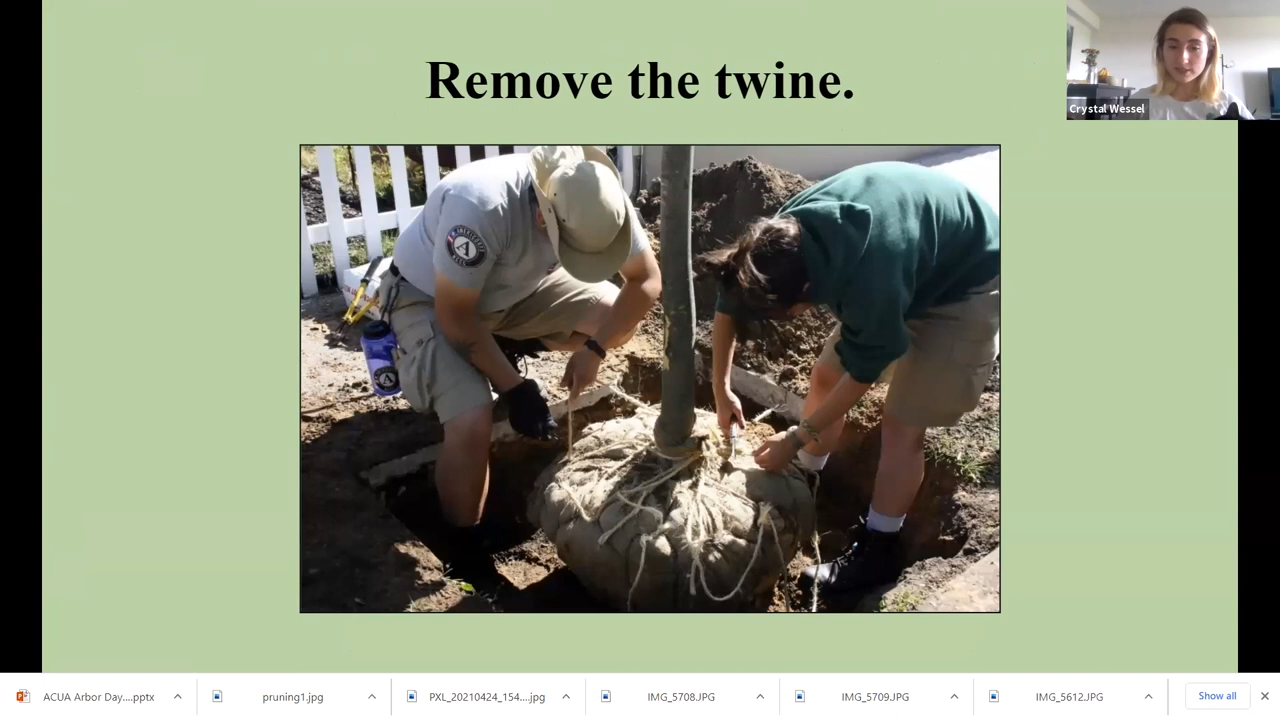 Remove the twine.
Crystal Wessel
A
A
ACUA Arbor Day....pptx
pruning1.jpg
PXL_20210424_154....jpg
IMG_5708.JPG
IMG_5709.JPG
IMG_5612.JPG
Show all